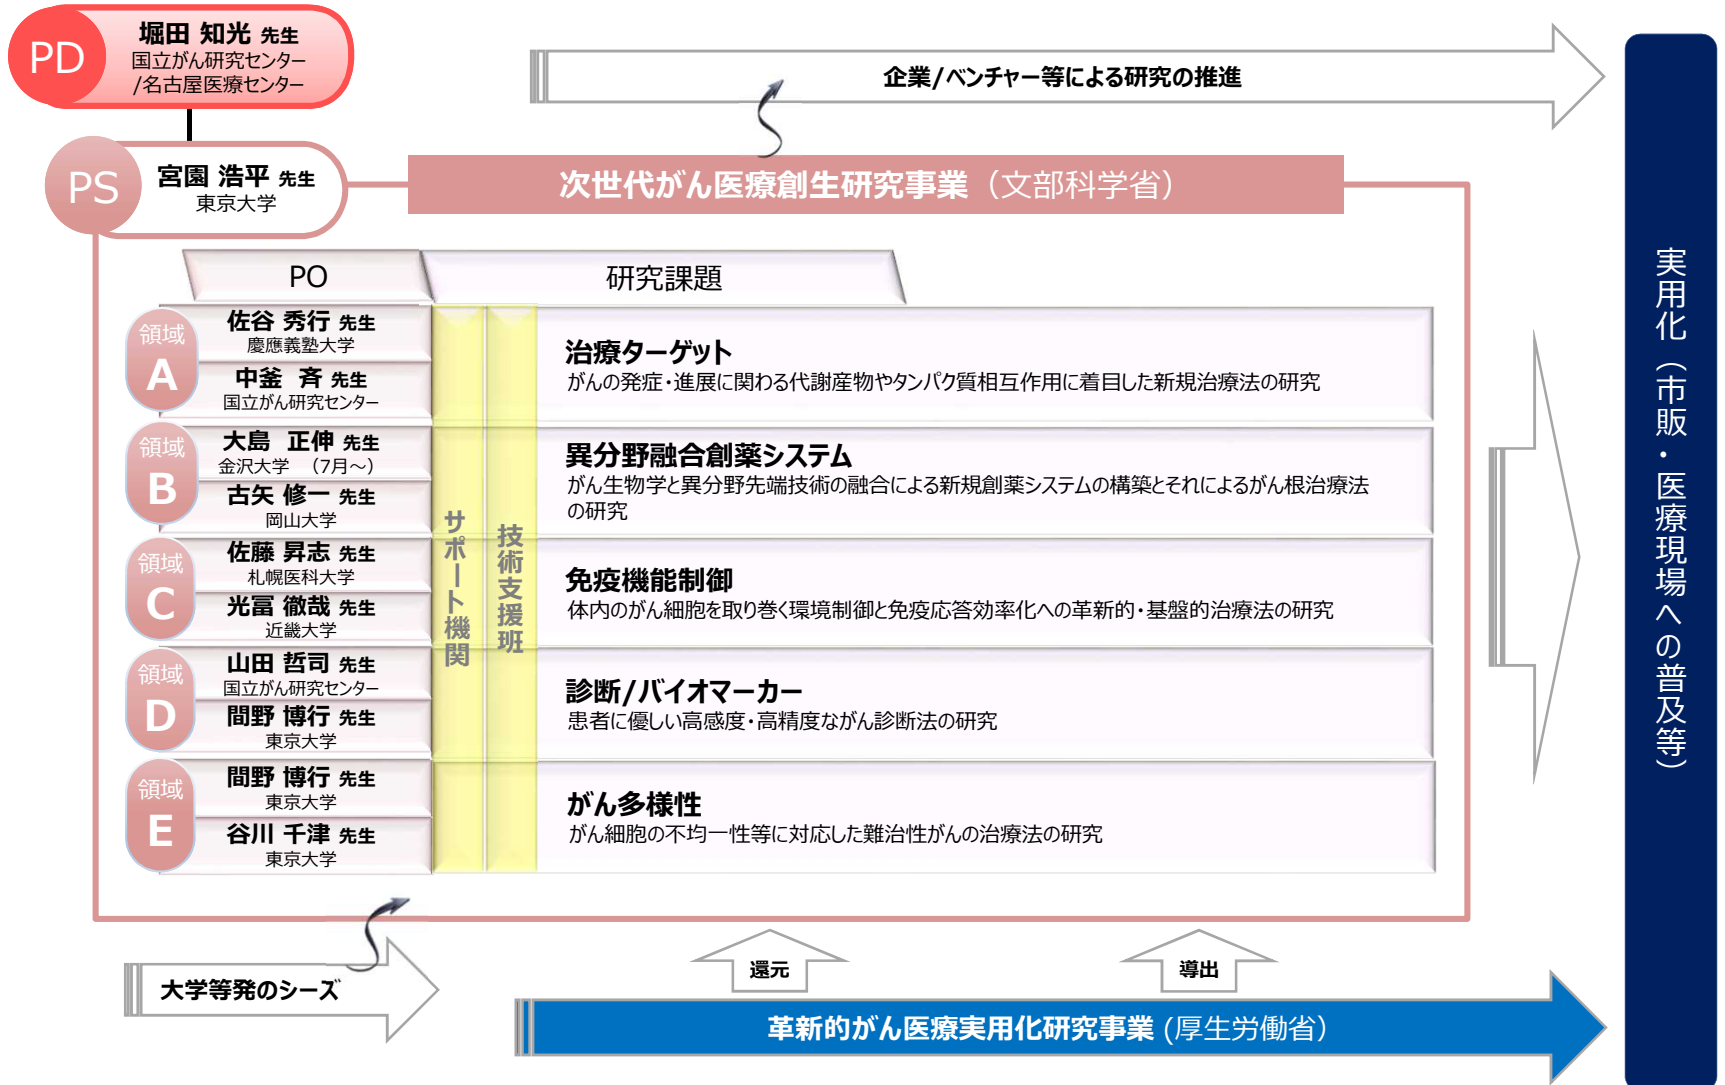 PD
堀田 知光 先生
国立がん研究センター
/名古屋医療センター
企業/ベンチャー等による研究の推進
PS
宮園 浩平 先生
東京大学
次世代がん医療創生研究事業（文部科学省）
PO
研究課題
領域
A
佐谷 秀行 先生
慶應義塾大学
中釜 斉 先生
国立がん研究センター
治療ターゲット
がんの発症・進展に関わる代謝産物やタンパク質相互作用に着目した新規治療法の研究
領域
B
大島 正伸 先生
金沢大学 （7月～）
古矢 修一 先生
岡山大学
異分野融合創薬システム
がん生物学と異分野先端技術の融合による新規創薬システムの構築とそれによるがん根治療法
の研究
領域
C
佐藤 昇志 先生
札幌医科大学
光冨 徹哉 先生
近畿大学
免疫機能制御
体内のがん細胞を取り巻く環境制御と免疫応答効率化への革新的・基盤的治療法の研究
領域
D
山田 哲司 先生
国立がん研究センター
間野 博行 先生
東京大学
診断/バイオマーカー
患者に優しい高感度・高精度ながん診断法の研究
領域
E
間野 博行 先生
東京大学
谷川 千津 先生
東京大学
がん多様性
がん細胞の不均一性等に対応した難治性がんの治療法の研究
サポート機関
技術支援班
実用化（市販・医療現場への普及等）
大学等発のシーズ
還元
導出
革新的がん医療実用化研究事業 (厚生労働省）